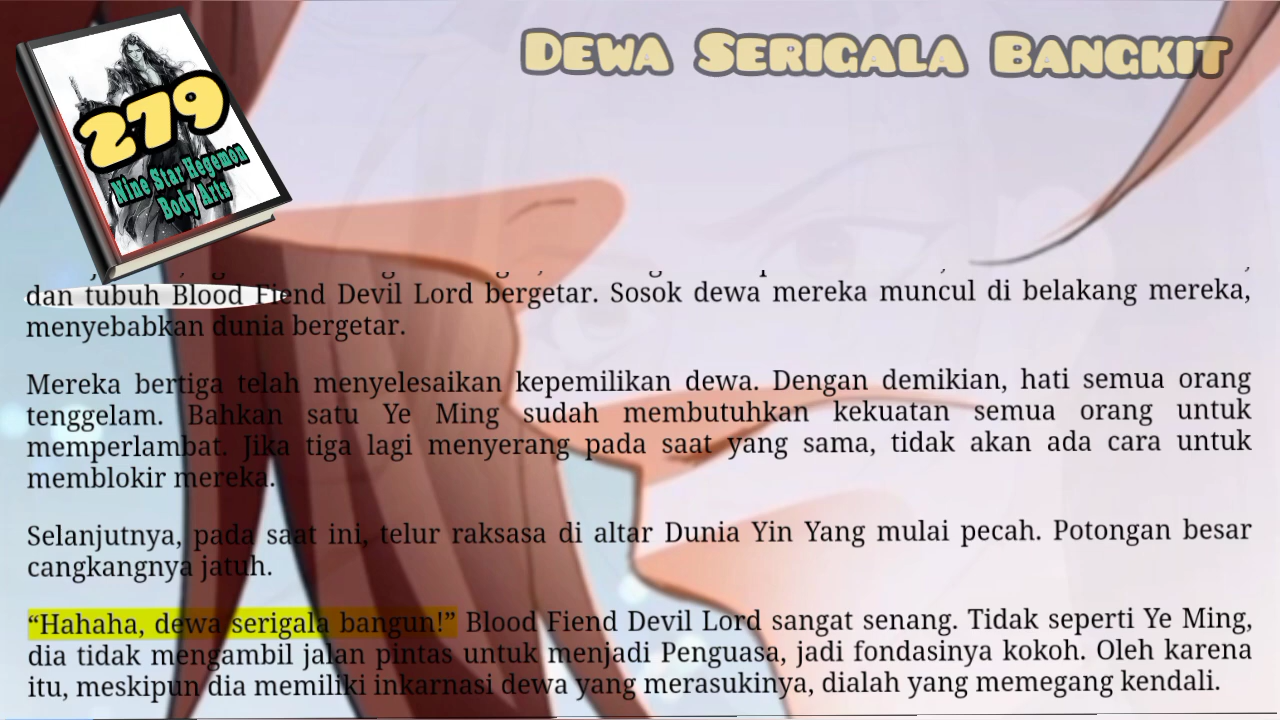 Dewa Serigala Bangkit
279
Nine Star Hegemon
Body Arts
dan tubuh Blood Fiend Devil Lord bergetar. Sosok dewa mereka muncul di belakang mereka,
menyebabkan dunia bergetar.
Mereka bertiga telah menyelesaikan kepemilikan dewa. Dengan demikian, hati semua orang
tenggelam. Bahkan satu Ye Ming sudah membutuhkan kekuatan semua orang untuk
memperlambat. Jika tiga lagi menyerang pada saat yang sama, tidak akan ada cara untuk
memblokir mereka.
Selanjutnya, pada saat ini, telur raksasa di altar Dunia Yin Yang mulai pecah. Potongan besar
cangkangnya jatuh.
“Hahaha, dewa serigala bangun!” Blood Fiend Devil Lord sangat senang. Tidak seperti Ye Ming,
dia tidak mengambil jalan pintas untuk menjadi Penguasa, jadi fondasinya kokoh. Oleh karena
itu, meskipun dia memiliki inkarnasi dewa yang merasukinya, dialah yang memegang kendali.